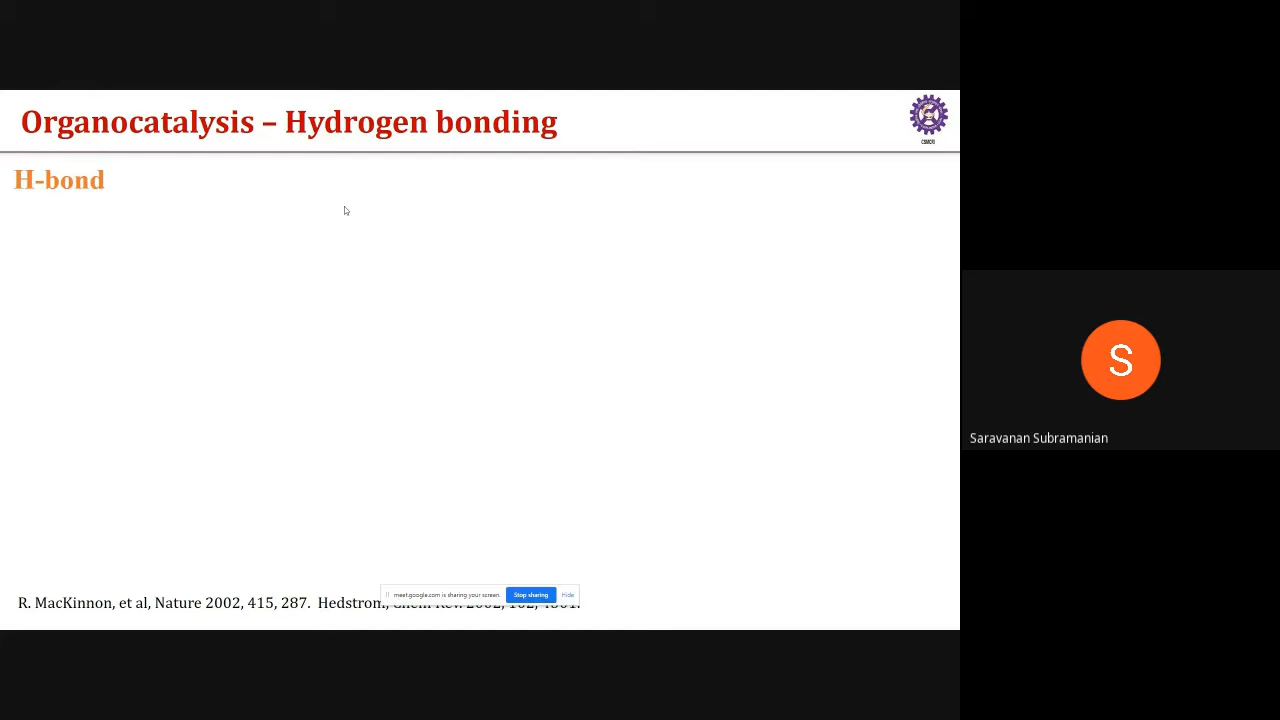 Organocatalysis – Hydrogen bonding
CSMCRI
H-bond
S
Saravanan Subramanian
meet.google.com is sharing your screen.
Stop sharing
Hide
R. MacKinnon, et al, Nature 2002, 415, 287. Hedstrom, Chem Rev. 2002, 102, 4501.